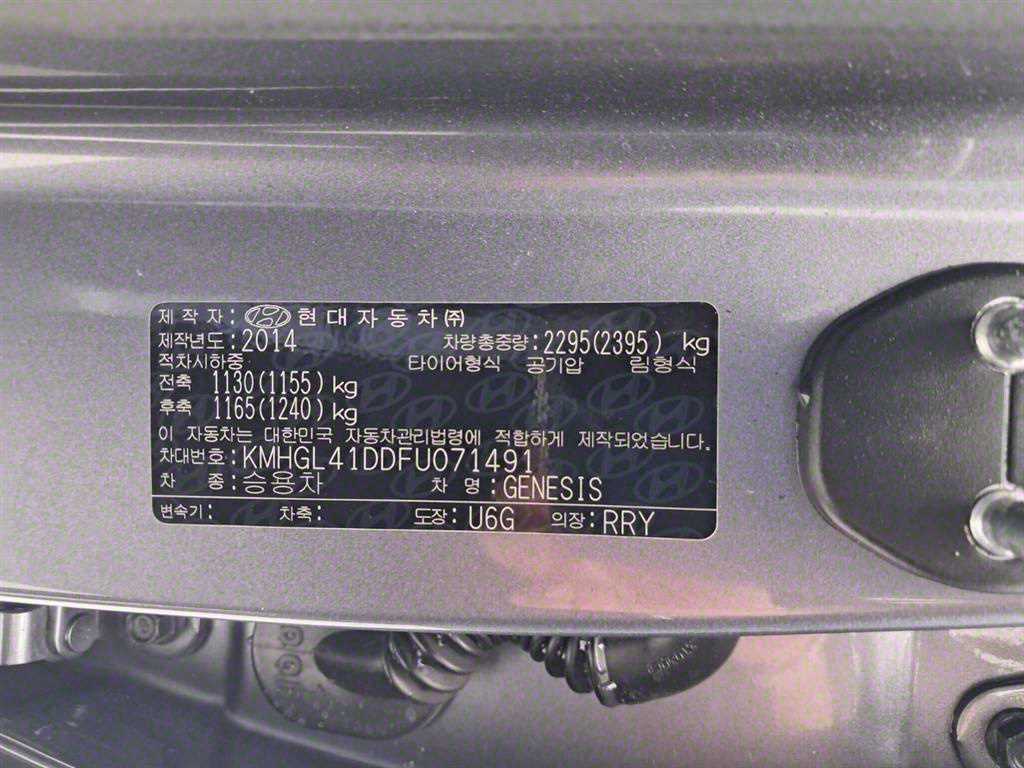 제작자: 현대자동차㈜
제작년도: 2014 차량총중량: 2295(2395) kg
적차시하중 타이어형식 공기압 림형식
전축 1130(1155) kg
후축 1165(1240) kg
이 자동차는 대한민국 자동차관리법령에 적합하게 제작되었습니다.
차대번호: KMHGL41DDFU071491
차 종: 승용차 차 명: GENESIS
변속기: 차축: 도장: U6G 의장: RRY